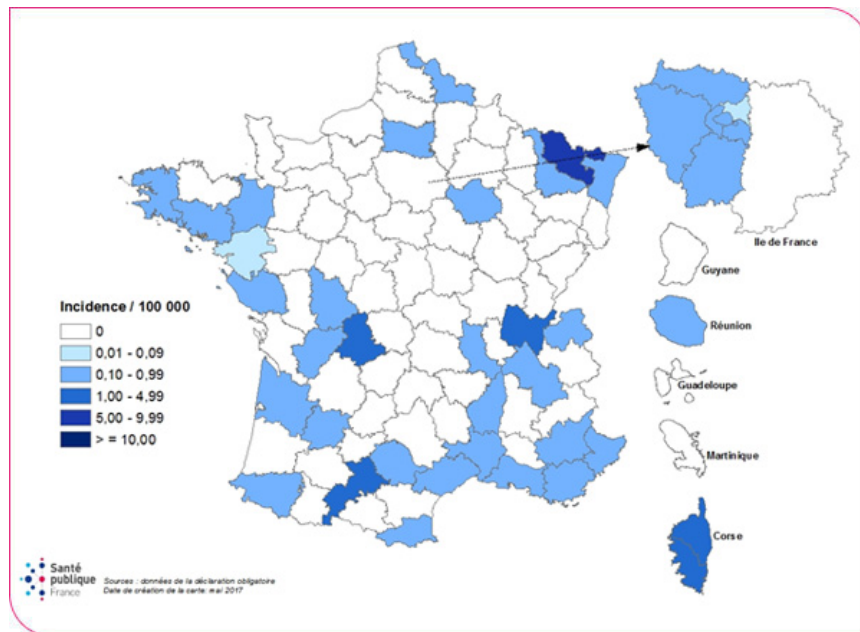 Ile de France
Guyane
Incidence / 100 000
0
0,01 - 0,09
0,10 - 0,99
1,00 - 4,99
5,00 - 9,99
> = 10,00
Réunion
Guadeloupe
Martinique
Corse
Santé
publique
France
Sources : données de la déclaration obligatoire
Date de création de la carte: mai 2017